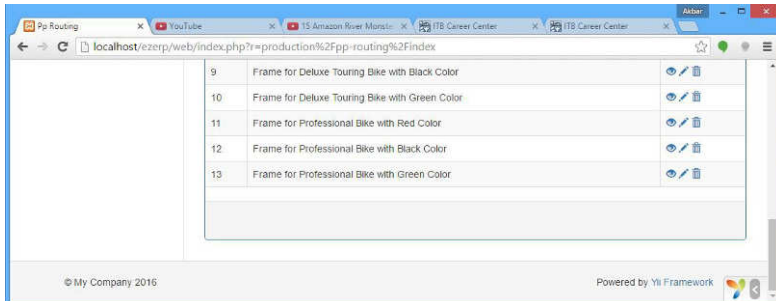 Akbar
Pp Routing
YouTube
15 Amazon River Monste
ITB Career Center
ITB Career Center
localhost/ezerp/web/index.php?r=production%2Fpp-routing%2Findex
9 Frame for Deluxe Touring Bike with Black Color
10 Frame for Deluxe Touring Bike with Green Color
11 Frame for Professional Bike with Red Color
12 Frame for Professional Bike with Black Color
13 Frame for Professional Bike with Green Color
© My Company 2016 Powered by Yii Framework